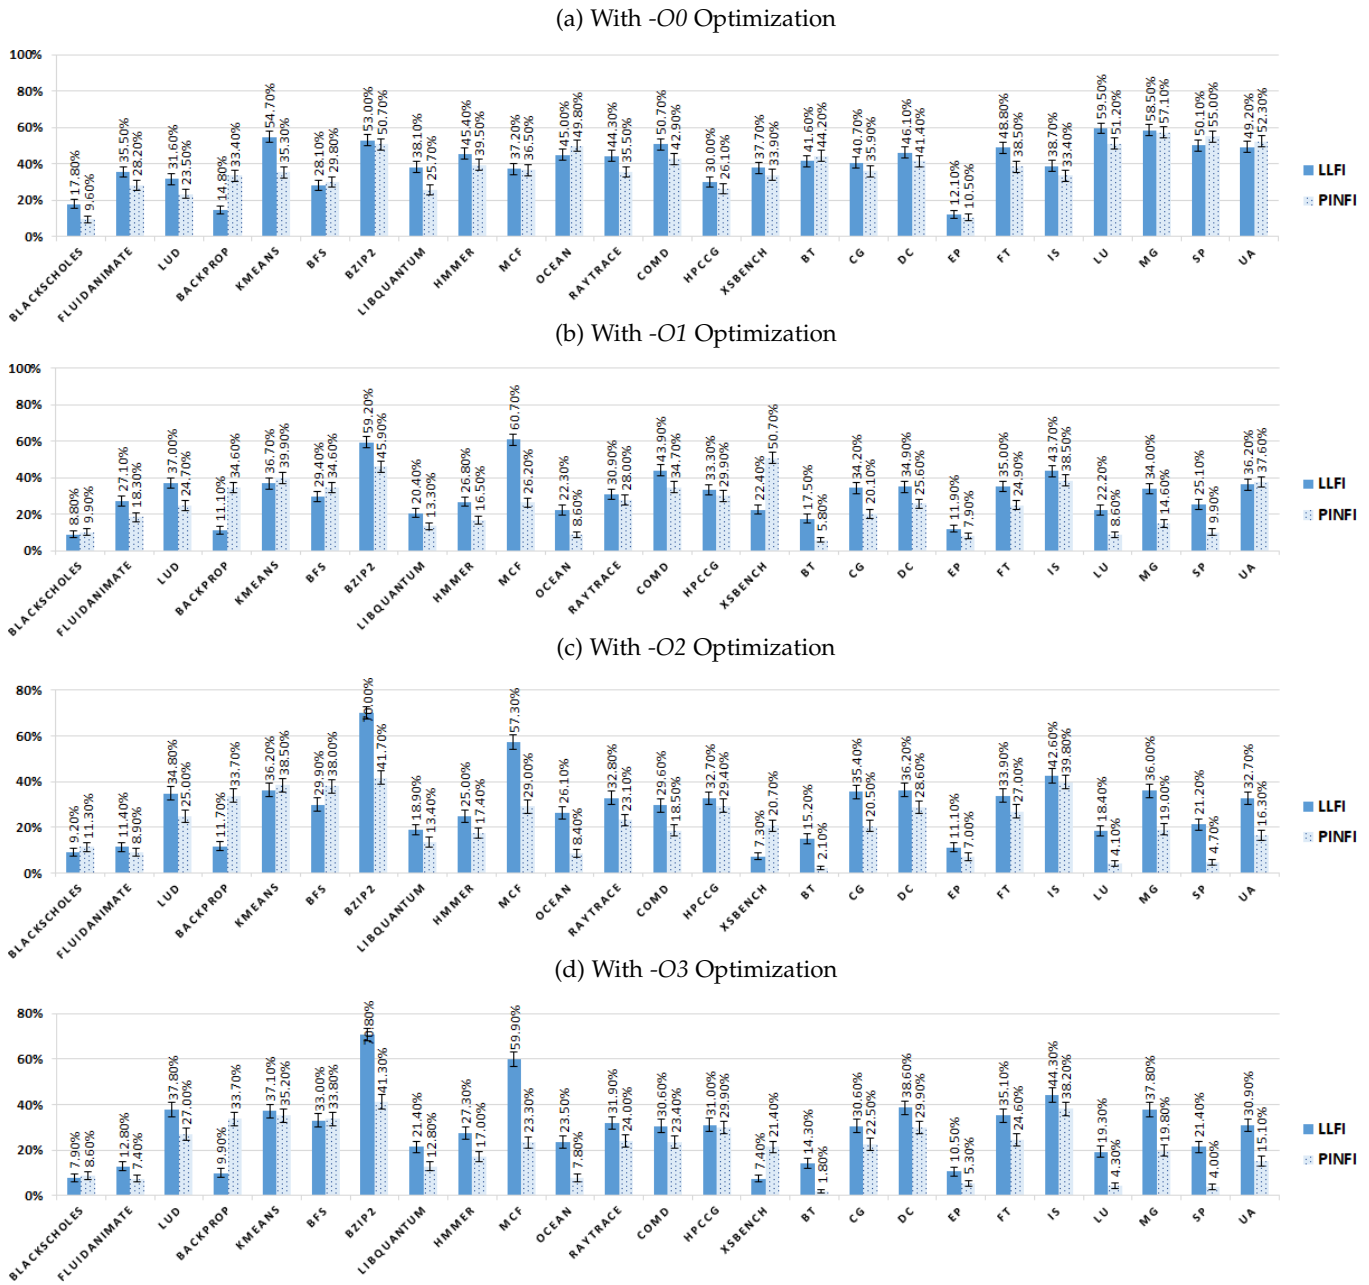 (a) With -O0 Optimization
100%
80%
60%
40%
20%
0%
17.80% 9.60% 35.50% 28.20% 31.60% 23.50% 14.80% 33.40% 54.70% 35.30% 28.10% 29.80% 53.00% 50.70% 38.10% 25.70% 45.40% 39.50% 37.20% 36.50% 45.00% 49.80% 44.30% 35.50% 50.70% 42.90% 30.00% 26.10% 37.70% 33.90% 41.60% 44.20% 40.70% 35.90% 46.10% 41.40% 12.10% 10.50% 48.80% 38.50% 38.70% 33.40% 59.50% 51.20% 58.50% 57.10% 50.10% 55.00% 49.20% 52.30%
LLFI
PINFI
BLACKSCHOLES FLUIDANIMATE LUD BACKPROP KMEANS BFS BZIP2 LIBQUANTUM HMMER MCF OCEAN RAYTRACE COMD HPCCG XSBENCH BT CG DC EP FT IS LU MG SP UA
(b) With -O1 Optimization
100%
80%
60%
40%
20%
0%
8.80% 9.90% 27.10% 18.30% 37.00% 24.70% 11.10% 34.60% 36.70% 39.90% 29.40% 34.60% 59.20% 45.90% 20.40% 13.30% 26.80% 16.50% 60.70% 26.20% 22.30% 8.60% 30.90% 28.00% 43.90% 34.70% 33.30% 29.90% 22.40% 50.70% 17.50% 5.80% 34.20% 20.10% 34.90% 25.60% 11.90% 7.90% 35.00% 24.90% 43.70% 38.50% 22.20% 8.60% 34.00% 14.60% 25.10% 9.90% 36.20% 37.60%
LLFI
PINFI
BLACKSCHOLES FLUIDANIMATE LUD BACKPROP KMEANS BFS BZIP2 LIBQUANTUM HMMER MCF OCEAN RAYTRACE COMD HPCCG XSBENCH BT CG DC EP FT IS LU MG SP UA
(c) With -O2 Optimization
80%
60%
40%
20%
0%
9.20% 11.30% 11.40% 8.90% 34.80% 25.00% 11.70% 33.70% 36.20% 38.50% 29.90% 38.00% 70.00% 41.70% 18.90% 13.40% 25.00% 17.40% 57.30% 29.00% 26.10% 8.40% 32.80% 23.10% 29.60% 18.50% 32.70% 29.40% 7.30% 20.70% 15.20% 2.10% 35.40% 20.50% 36.20% 28.60% 11.10% 7.00% 33.90% 27.00% 42.60% 39.80% 18.40% 4.10% 36.00% 19.00% 21.20% 4.70% 32.70% 16.30%
LLFI
PINFI
BLACKSCHOLES FLUIDANIMATE LUD BACKPROP KMEANS BFS BZIP2 LIBQUANTUM HMMER MCF OCEAN RAYTRACE COMD HPCCG XSBENCH BT CG DC EP FT IS LU MG SP UA
(d) With -O3 Optimization
80%
60%
40%
20%
0%
7.90% 8.60% 12.80% 7.40% 37.80% 27.00% 9.90% 33.70% 37.10% 35.20% 33.00% 33.80% 70.80% 41.30% 21.40% 12.80% 27.30% 17.00% 59.90% 23.30% 23.50% 7.80% 31.90% 24.00% 30.60% 23.40% 31.00% 29.90% 7.40% 21.40% 14.30% 1.80% 30.60% 22.50% 38.60% 29.90% 10.50% 5.30% 35.10% 24.60% 44.30% 38.20% 19.30% 4.30% 37.80% 19.80% 21.40% 4.00% 30.90% 15.10%
LLFI
PINFI
BLACKSCHOLES FLUIDANIMATE LUD BACKPROP KMEANS BFS BZIP2 LIBQUANTUM HMMER MCF OCEAN RAYTRACE COMD HPCCG XSBENCH BT CG DC EP FT IS LU MG SP UA